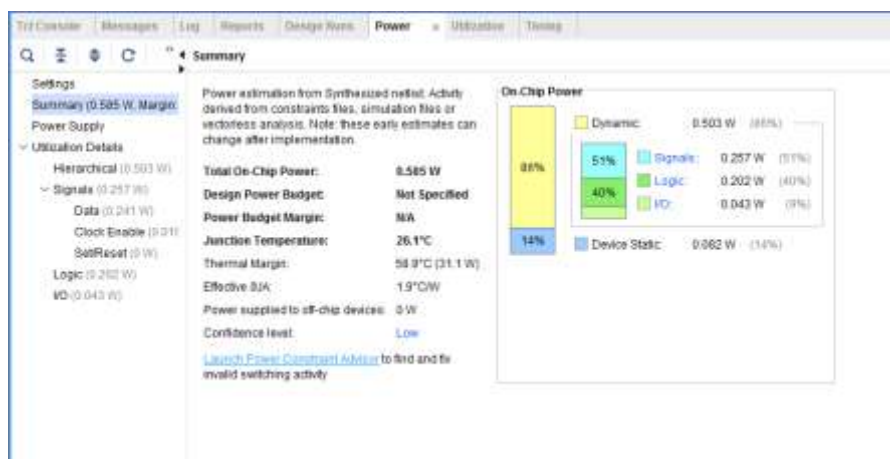 Tcl Console Messages Log Reports Design Runs Power × Utilization Timing
Summary
Settings
Summary (0.585 W, Margin:
Power Supply
Utilization Details
Hierarchical (0.503 W)
Signals (0.257 W)
Data (0.241 W)
Clock Enable
Set/Reset (0 W)
Logic (0.202 W)
I/O (0.043 W)
Power estimation from Synthesized netlist. Activity
derived from constraints files, simulation files or
vectorless analysis. Note: these early estimates can
change after implementation.
Total On-Chip Power: 0.585 W
Design Power Budget: Not Specified
Power Budget Margin: N/A
Junction Temperature: 26.1°C
Thermal Margin: 58.9°C (31.1 W)
Effective ϑJA: 1.9°C/W
Power supplied to off-chip devices: 0 W
Confidence level: Low
Launch Power Constraint Advisor to find and fix
invalid switching activity
On-Chip Power
86%
14%
Dynamic: 0.503 W (86%)
51%
40%
Signals: 0.257 W (51%)
Logic: 0.202 W (40%)
I/O: 0.043 W (9%)
Device Static: 0.082 W (14%)